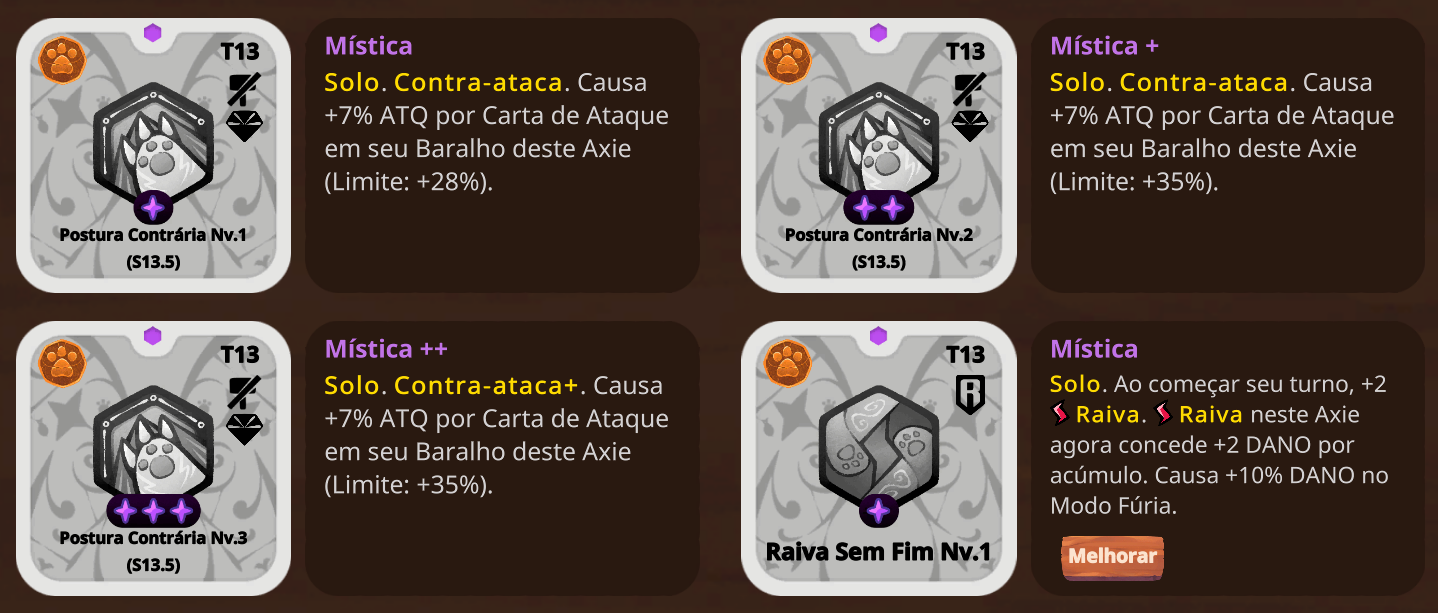 T13
Postura Contrária Nv.1
(S13.5)
Mística
Solo. Contra-ataca. Causa
+7% ATQ por Carta de Ataque
em seu Baralho deste Axie
(Limite: +28%).
T13
Postura Contrária Nv.2
(S13.5)
Mística +
Solo. Contra-ataca. Causa
+7% ATQ por Carta de Ataque
em seu Baralho deste Axie
(Limite: +35%).
T13
Postura Contrária Nv.3
(S13.5)
Mística ++
Solo. Contra-ataca+. Causa
+7% ATQ por Carta de Ataque
em seu Baralho deste Axie
(Limite: +35%).
T13
R
Raiva Sem Fim Nv.1
Mística
Solo. Ao começar seu turno, +2
Raiva. Raiva neste Axie
agora concede +2 DANO por
acúmulo. Causa +10% DANO no
Modo Fúria.
Melhorar